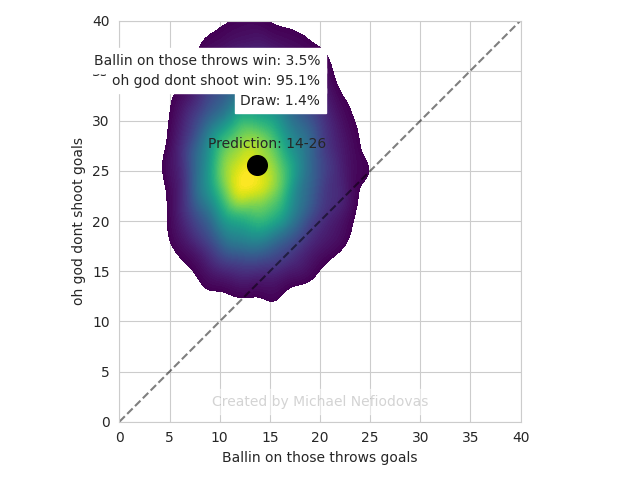 40
Ballin on those throws win: 3.5%
oh god dont shoot win: 95.1%
Draw: 1.4%
30
Prediction: 14-26
25
20
15
10
5
0
oh god dont shoot goals
Created by Michael Nefiodovas
0 5 10 15 20 25 30 35 40
Ballin on those throws goals